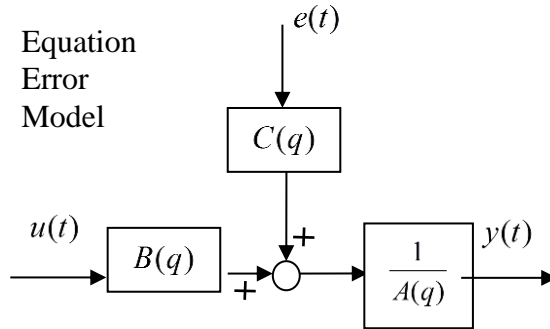 Equation
Error
Model
e(t)
C(q)
u(t)
B(q)
+
+
1
A(q)
y(t)